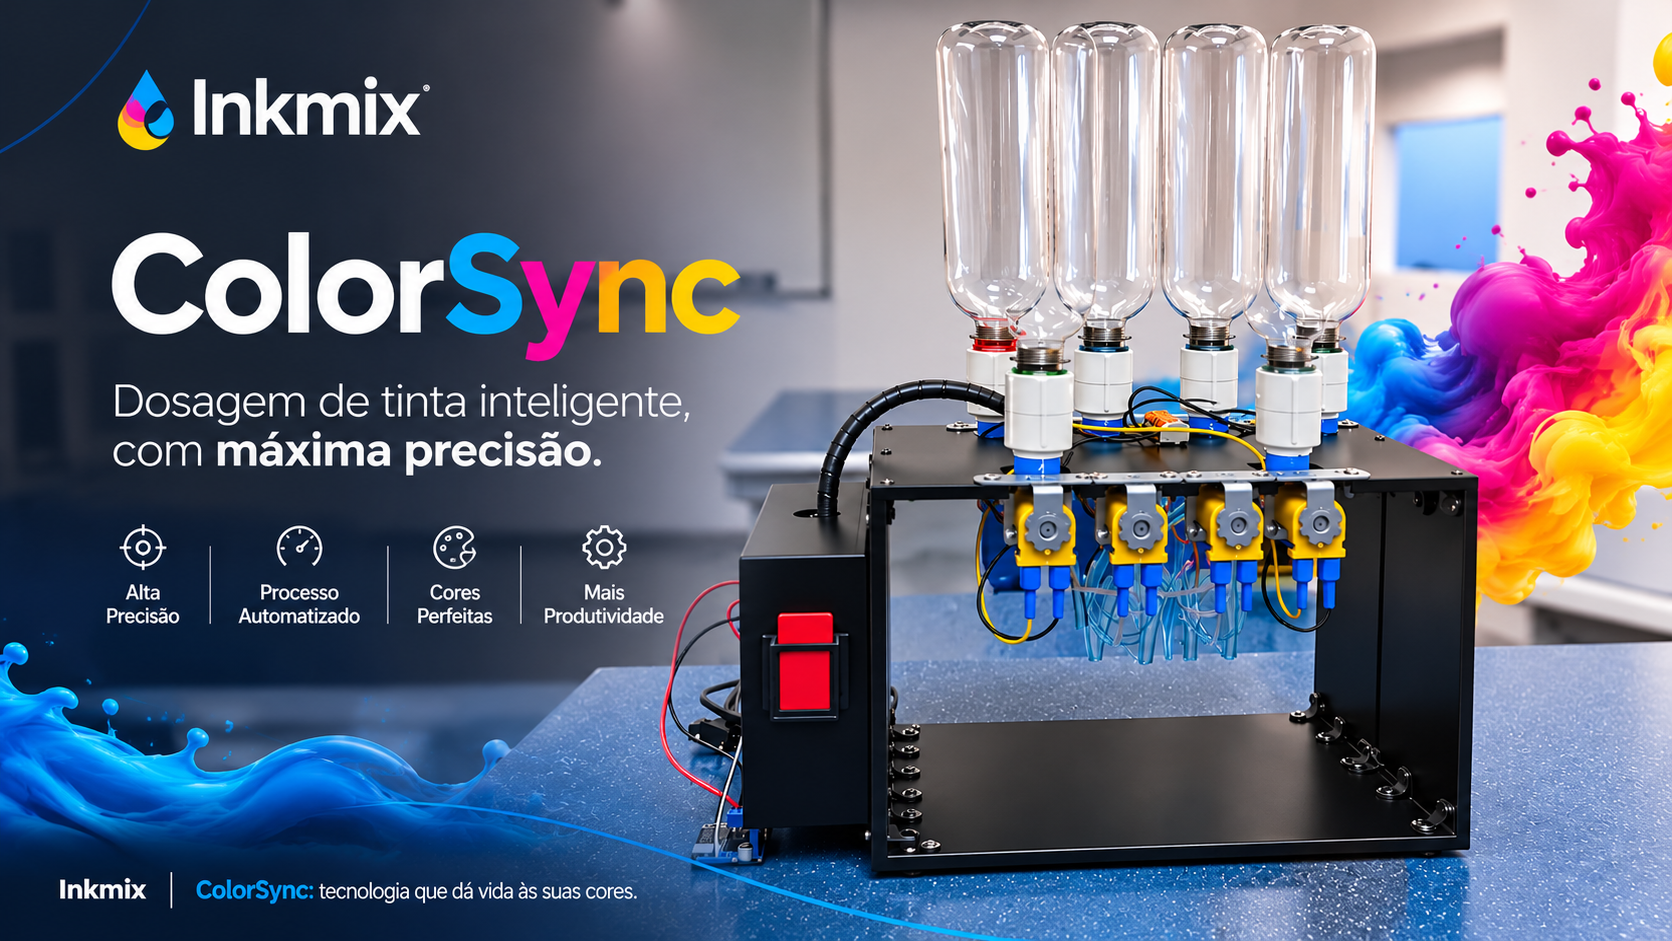 Inkmix®
ColorSync
Dosagem de tinta inteligente,
com máxima precisão.
Alta
Precisão
Processo
Automatizado
Cores
Perfeitas
Mais
Produtividade
Inkmix
ColorSync: tecnologia que dá vida às suas cores.